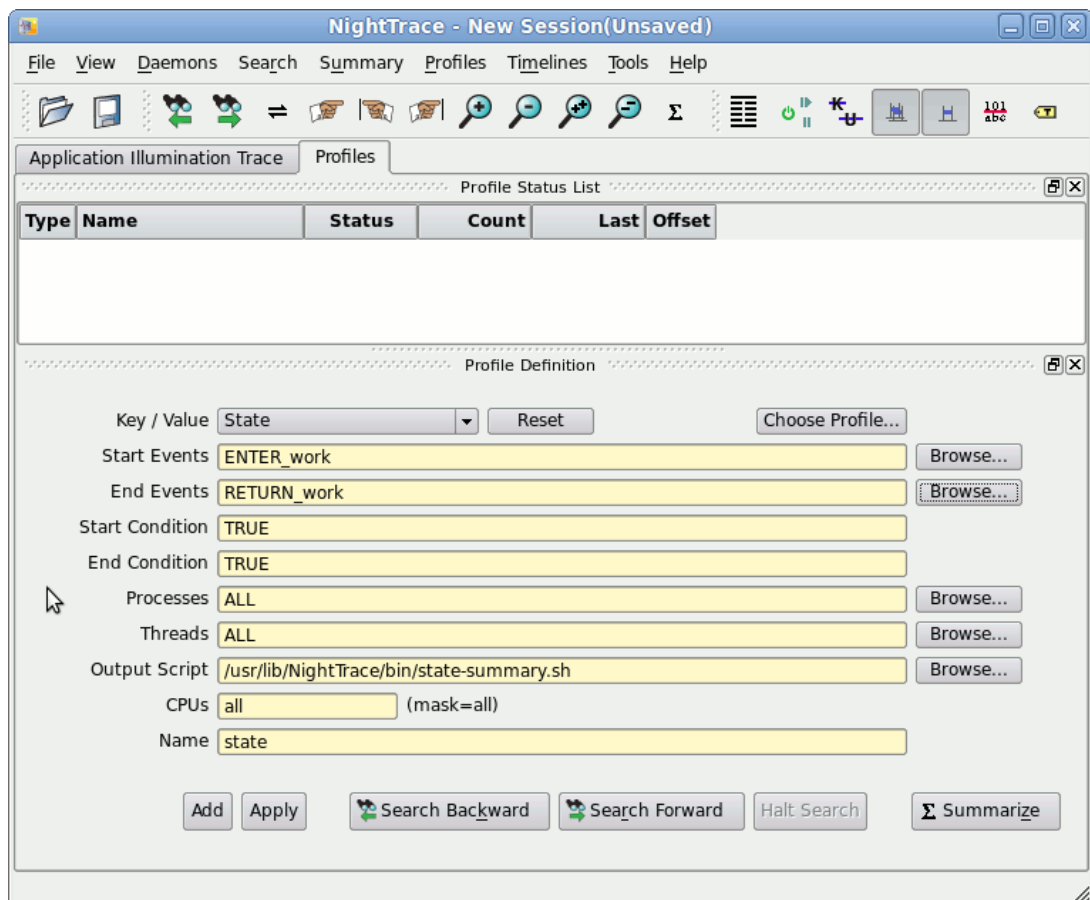 NightTrace - New Session(Unsaved)
File View Daemons Search Summary Profiles Timelines Tools Help
Σ 101 abc
Application Illumination Trace Profiles
Profile Status List
Type Name Status Count Last Offset
Profile Definition
Key / Value State Reset Choose Profile...
Start Events ENTER_work Browse...
End Events RETURN_work Browse...
Start Condition TRUE
End Condition TRUE
Processes ALL Browse...
Threads ALL Browse...
Output Script /usr/lib/NightTrace/bin/state-summary.sh Browse...
CPUs all (mask=all)
Name state
Add Apply Search Backward Search Forward Halt Search Σ Summarize